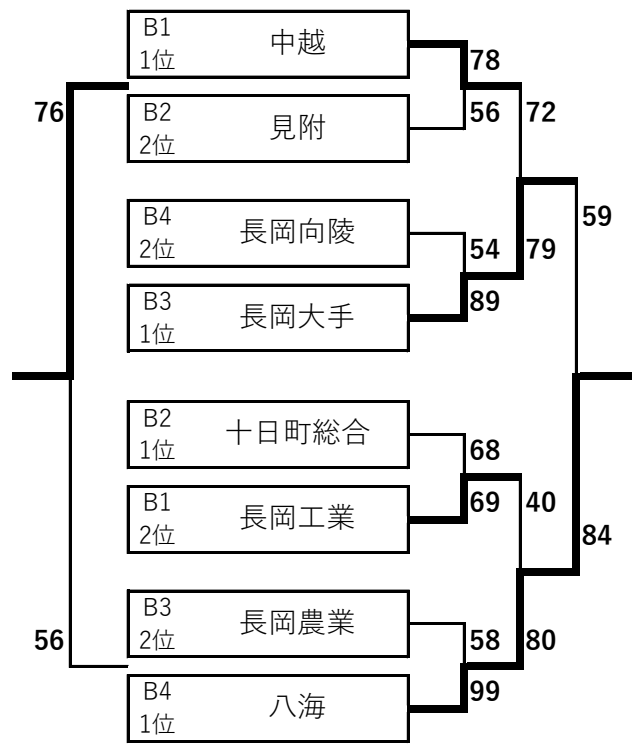 B1
1位
中越
78
76
B2
2位
見附
56
72
B4
2位
長岡向陵
54
79
59
B3
1位
長岡大手
89
B2
1位
十日町総合
68
B1
2位
長岡工業
69
40
84
B3
2位
長岡農業
58
80
56
B4
1位
八海
99